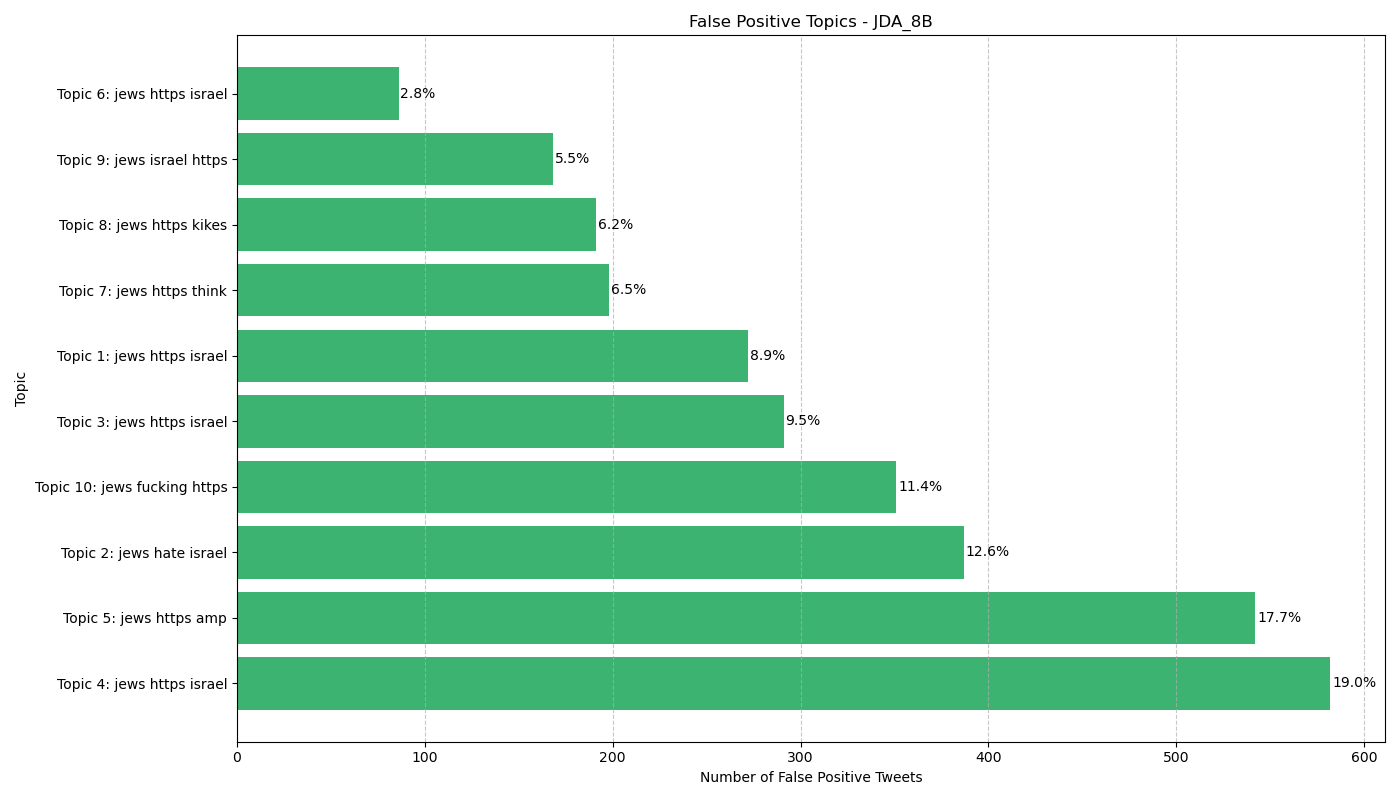 False Positive Topics - JDA_8B
Topic
Topic 6: jews https israel
2.8%
Topic 9: jews israel https
5.5%
Topic 8: jews https kikes
6.2%
Topic 7: jews https think
6.5%
Topic 1: jews https israel
8.9%
Topic 3: jews https israel
9.5%
Topic 10: jews fucking https
11.4%
Topic 2: jews hate israel
12.6%
Topic 5: jews https amp
17.7%
Topic 4: jews https israel
19.0%
0 100 200 300 400 500 600
Number of False Positive Tweets